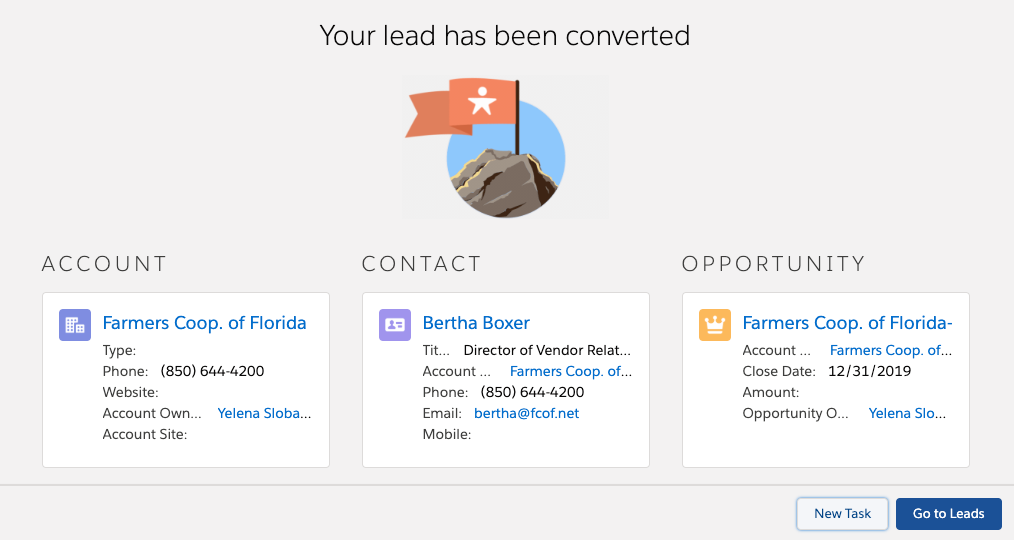 Your lead has been converted
ACCOUNT
Farmers Coop. of Florida
Type:
Phone: (850) 644-4200
Website:
Account Own... Yelena Sloba...
Account Site:
CONTACT
Bertha Boxer
Tit... Director of Vendor Relat...
Account ... Farmers Coop. of...
Phone: (850) 644-4200
Email: bertha@fcof.net
Mobile:
OPPORTUNITY
Farmers Coop. of Florida-
Account ... Farmers Coop. of...
Close Date: 12/31/2019
Amount:
Opportunity O... Yelena Slo...
New Task
Go to Leads